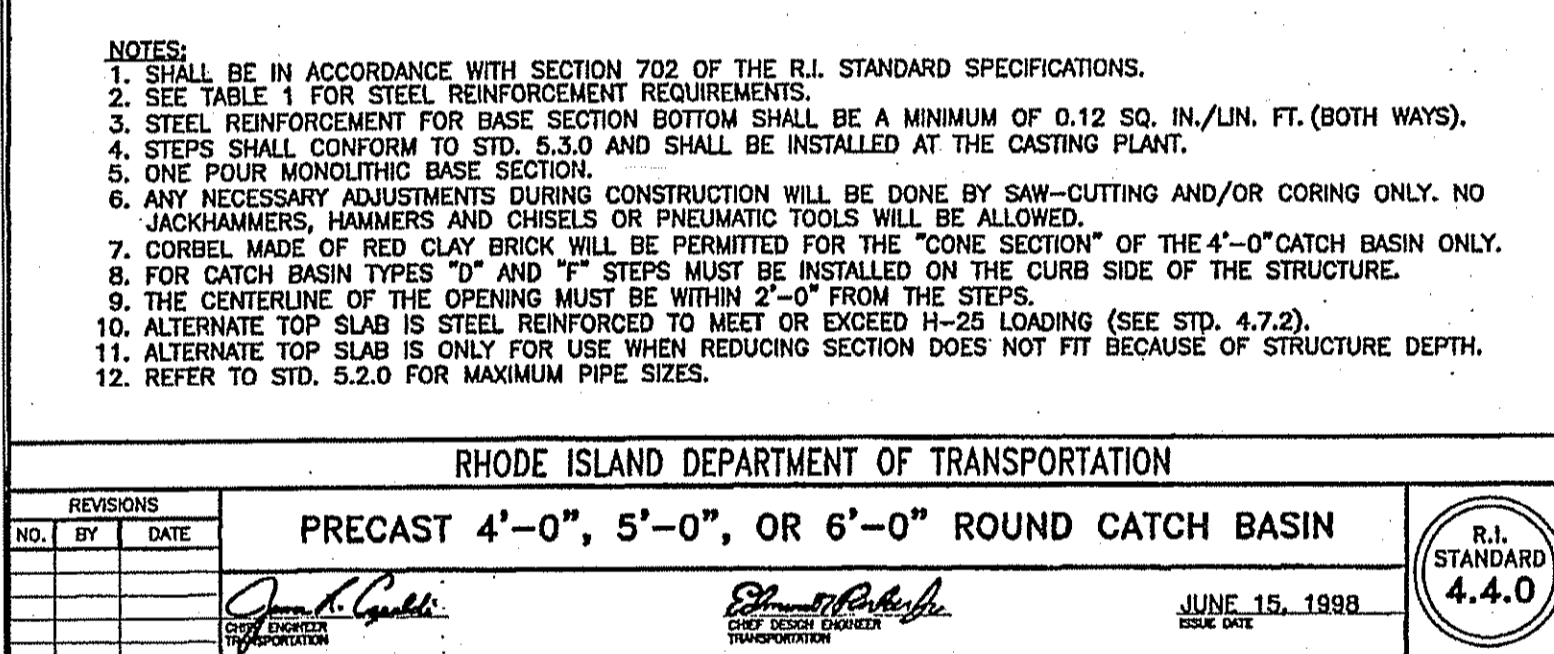 NOTES:
1. SHALL BE IN ACCORDANCE WITH SECTION 702 OF THE R.I. STANDARD SPECIFICATIONS.
2. SEE TABLE 1 FOR STEEL REINFORCEMENT REQUIREMENTS.
3. STEEL REINFORCEMENT FOR BASE SECTION BOTTOM SHALL BE A MINIMUM OF 0.12 SQ. IN./LIN. FT. (BOTH WAYS).
4. STEPS SHALL CONFORM TO STD. 5.3.0 AND SHALL BE INSTALLED AT THE CASTING PLANT.
5. ONE POUR MONOLITHIC BASE SECTION.
6. ANY NECESSARY ADJUSTMENTS DURING CONSTRUCTION WILL BE DONE BY SAW-CUTTING AND/OR CORING ONLY. NO
JACKHAMMERS, HAMMERS AND CHISELS OR PNEUMATIC TOOLS WILL BE ALLOWED.
7. CORBEL MADE OF RED CLAY BRICK WILL BE PERMITTED FOR THE "CONE SECTION" OF THE 4'-0" CATCH BASIN ONLY.
8. FOR CATCH BASIN TYPES "D" AND "F" STEPS MUST BE INSTALLED ON THE CURB SIDE OF THE STRUCTURE.
9. THE CENTERLINE OF THE OPENING MUST BE WITHIN 2'-0" FROM THE STEPS.
10. ALTERNATE TOP SLAB IS STEEL REINFORCED TO MEET OR EXCEED H-25 LOADING (SEE STD. 4.7.2).
11. ALTERNATE TOP SLAB IS ONLY FOR USE WHEN REDUCING SECTION DOES NOT FIT BECAUSE OF STRUCTURE DEPTH.
12. REFER TO STD. 5.2.0 FOR MAXIMUM PIPE SIZES.
RHODE ISLAND DEPARTMENT OF TRANSPORTATION
REVISIONS
NO. BY DATE
PRECAST 4'-0", 5'-0", OR 6'-0" ROUND CATCH BASIN
R.I.
STANDARD
4.4.0
CHIEF ENGINEER
TRANSPORTATION
CHIEF DESIGN ENGINEER
TRANSPORTATION
JUNE 15, 1998
ISSUE DATE